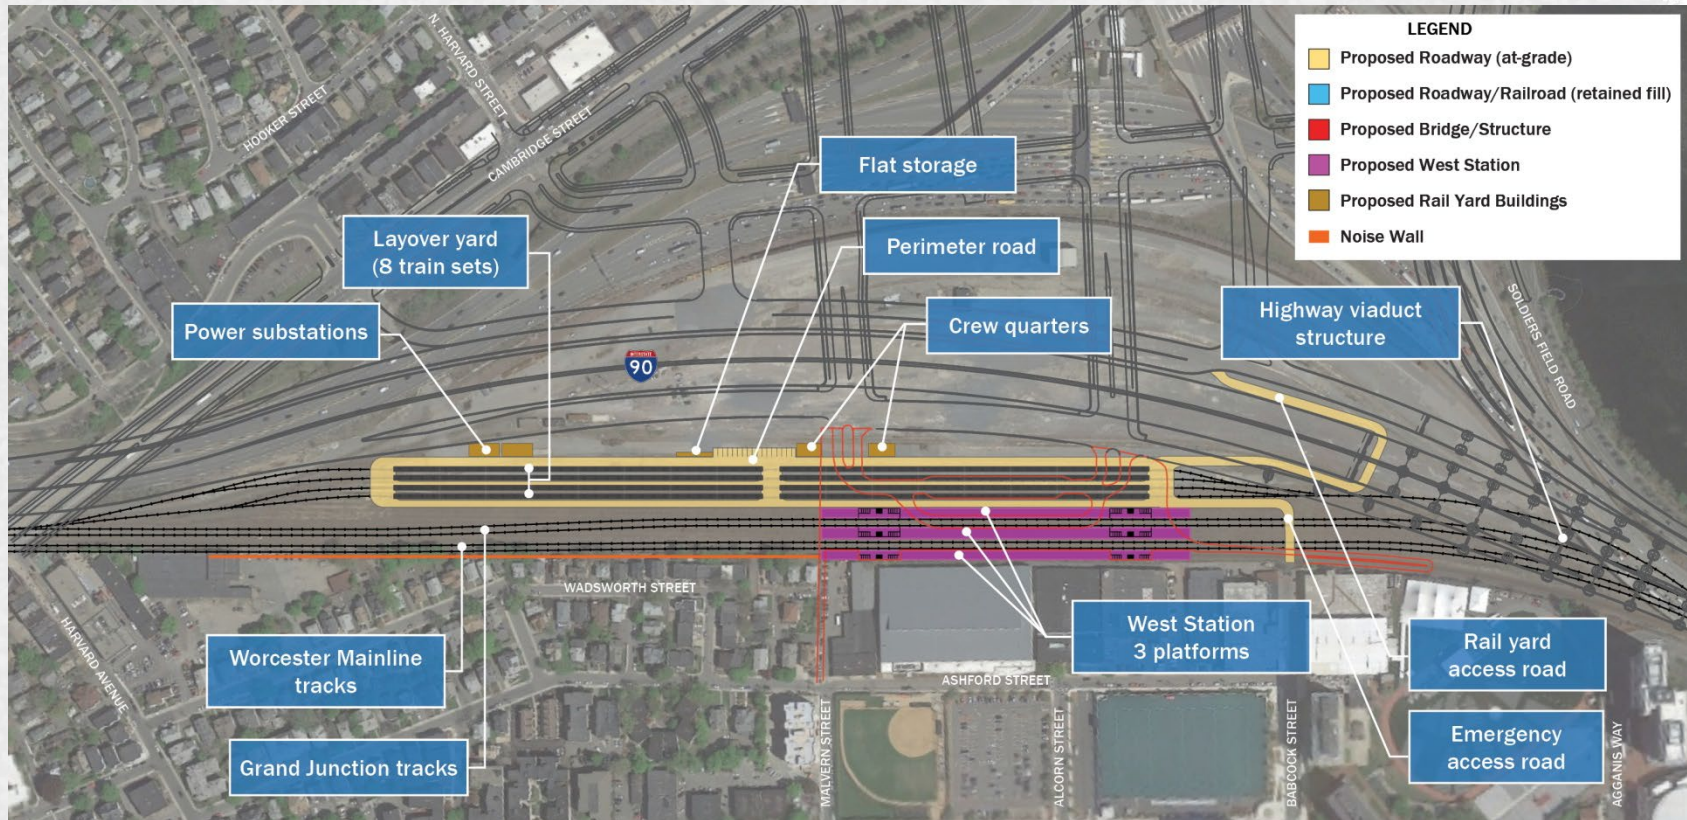 LEGEND
Proposed Roadway (at-grade)
Proposed Roadway/Railroad (retained fill)
Proposed Bridge/Structure
Proposed West Station
Proposed Rail Yard Buildings
Noise Wall
N HARVARD STREET
HOOKER STREET
CAMBRIDGE STREET
Flat storage
Layover yard
(8 train sets)
Perimeter road
Power substations
Crew quarters
Highway viaduct
structure
SOLDIERS FIELD ROAD
INTERSTATE
90
WADSWORTH STREET
HARVARD AVENUE
Worcester Mainline
tracks
West Station
3 platforms
Rail yard
access road
ASHFORD STREET
Grand Junction tracks
MALVERN STREET
ALCORN STREET
BABCOCK STREET
Emergency
access road
AGGANIS WAY